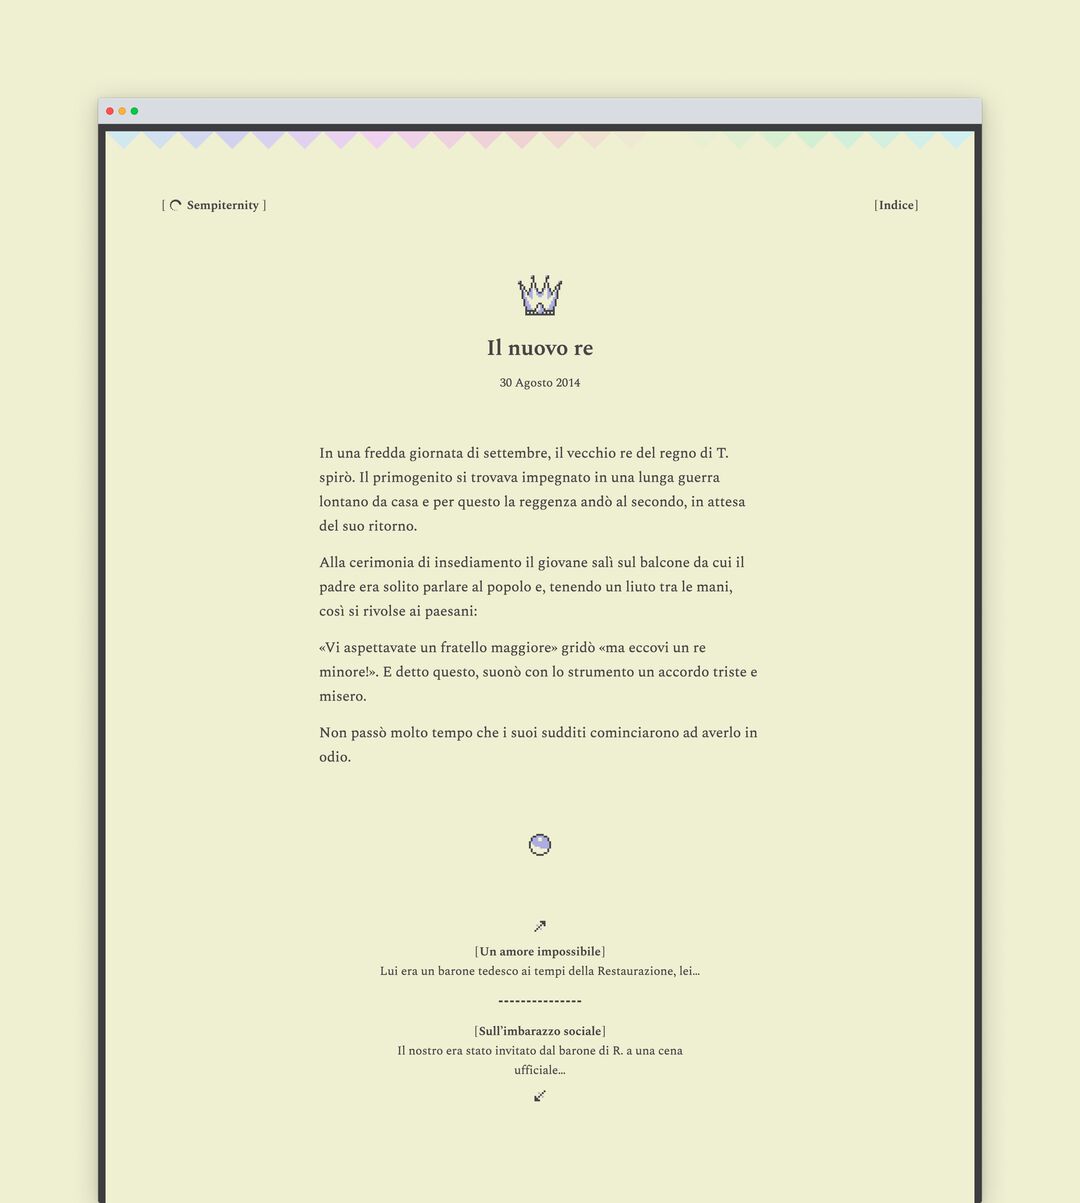 [ Sempiternity ]
[Indice]
Il nuovo re
30 Agosto 2014
In una fredda giornata di settembre, il vecchio re del regno di T.
spirò. Il primogenito si trovava impegnato in una lunga guerra
lontano da casa e per questo la reggenza andò al secondo, in attesa
del suo ritorno.
Alla cerimonia di insediamento il giovane salì sul balcone da cui il
padre era solito parlare al popolo e, tenendo un liuto tra le mani,
così si rivolse ai paesani:
«Vi aspettavate un fratello maggiore» gridò «ma eccovi un re
minore!». E detto questo, suonò con lo strumento un accordo triste e
misero.
Non passò molto tempo che i suoi sudditi cominciarono ad averlo in
odio.
[Un amore impossibile]
Lui era un barone tedesco ai tempi della Restaurazione, lei…
---------------
[Sull’imbarazzo sociale]
Il nostro era stato invitato dal barone di R. a una cena
ufficiale…